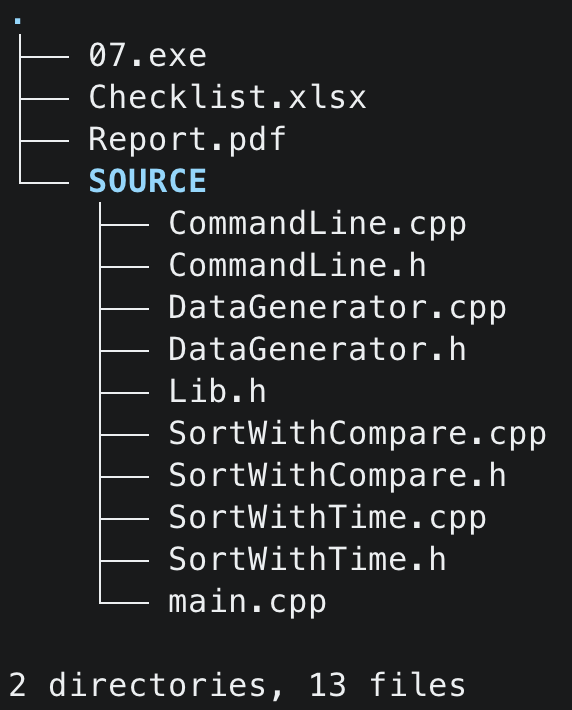 .
├── 07.exe
├── Checklist.xlsx
├── Report.pdf
└── SOURCE
    ├── CommandLine.cpp
    ├── CommandLine.h
    ├── DataGenerator.cpp
    ├── DataGenerator.h
    ├── Lib.h
    ├── SortWithCompare.cpp
    ├── SortWithCompare.h
    ├── SortWithTime.cpp
    ├── SortWithTime.h
    └── main.cpp
2 directories, 13 files